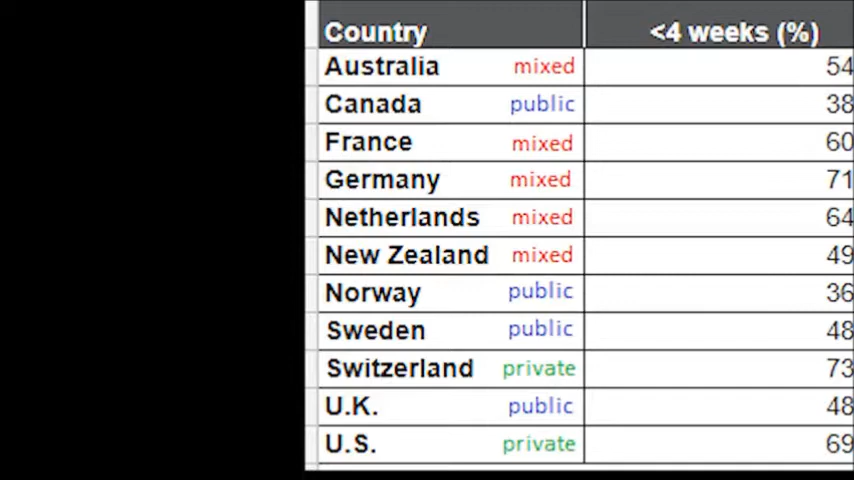 Country <4 weeks (%)
Australia mixed 54
Canada public 38
France mixed 60
Germany mixed 71
Netherlands mixed 64
New Zealand mixed 49
Norway public 36
Sweden public 48
Switzerland private 73
U.K. public 48
U.S. private 69